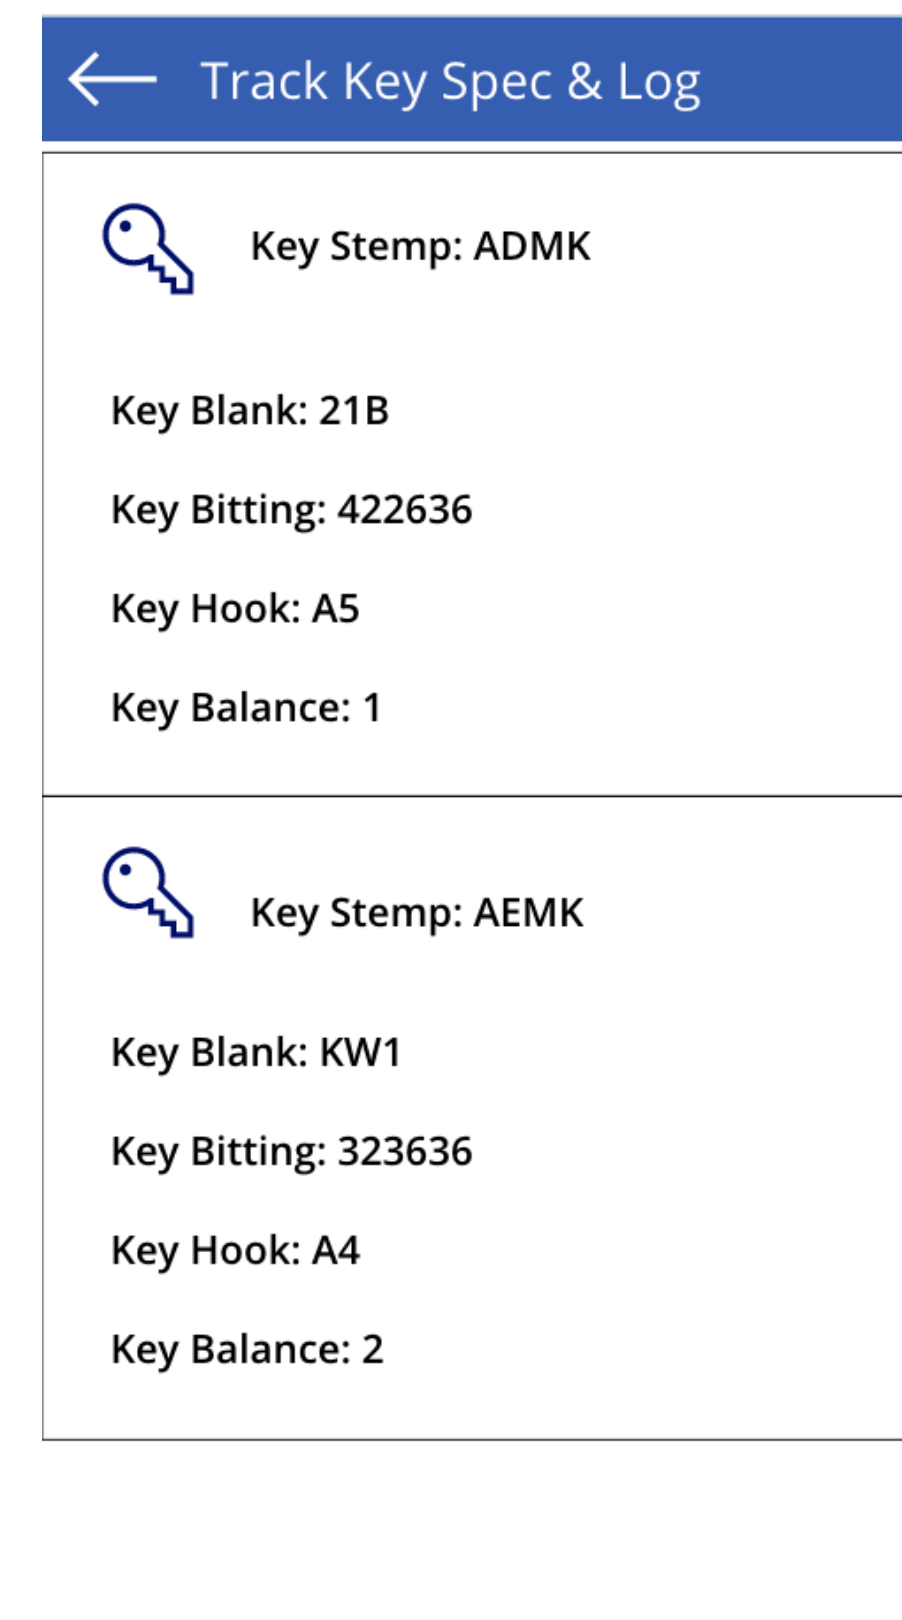 Track Key Spec & Log
Key Stemp: ADMK
Key Blank: 21B
Key Bitting: 422636
Key Hook: A5
Key Balance: 1
Key Stemp: AEMK
Key Blank: KW1
Key Bitting: 323636
Key Hook: A4
Key Balance: 2